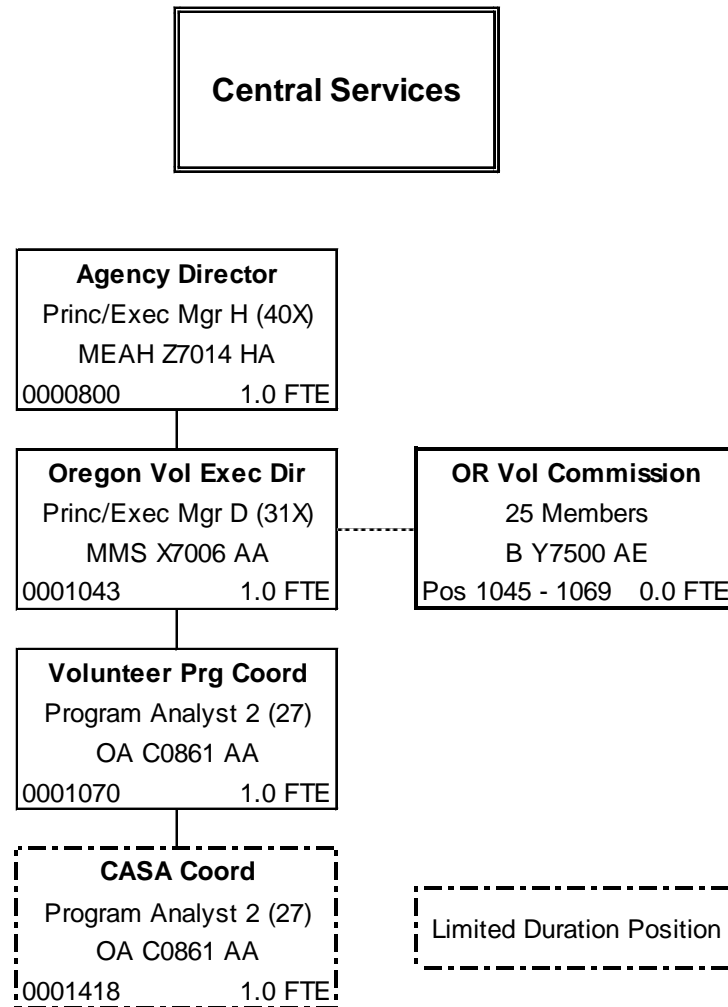 Central Services
Agency Director
Princ/Exec Mgr H (40X)
MEAH Z7014 HA
0000800 1.0 FTE
Oregon Vol Exec Dir
Princ/Exec Mgr D (31X)
MMS X7006 AA
0001043 1.0 FTE
OR Vol Commission
25 Members
B Y7500 AE
Pos 1045 - 1069 0.0 FTE
Volunteer Prg Coord
Program Analyst 2 (27)
OA C0861 AA
0001070 1.0 FTE
CASA Coord
Program Analyst 2 (27)
OA C0861 AA
0001418 1.0 FTE
Limited Duration Position